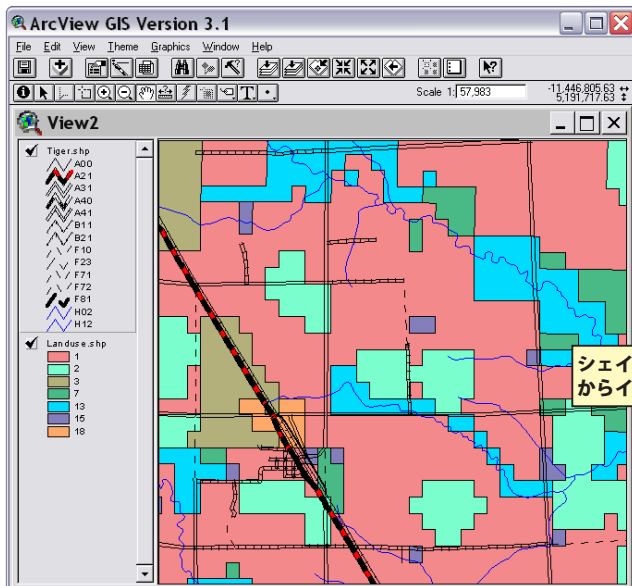 ArcView GIS Version 3.1
File Edit View Theme Graphics Window Help
Scale 1: 57,983
-11,446,805.63
5,191,717.63
View2
Tiger.shp
A00
A21
A31
A40
A41
B11
B21
F10
F23
F71
F72
F81
H02
H12
Landuse.shp
1
2
3
7
13
15
18
シェイ
からイ